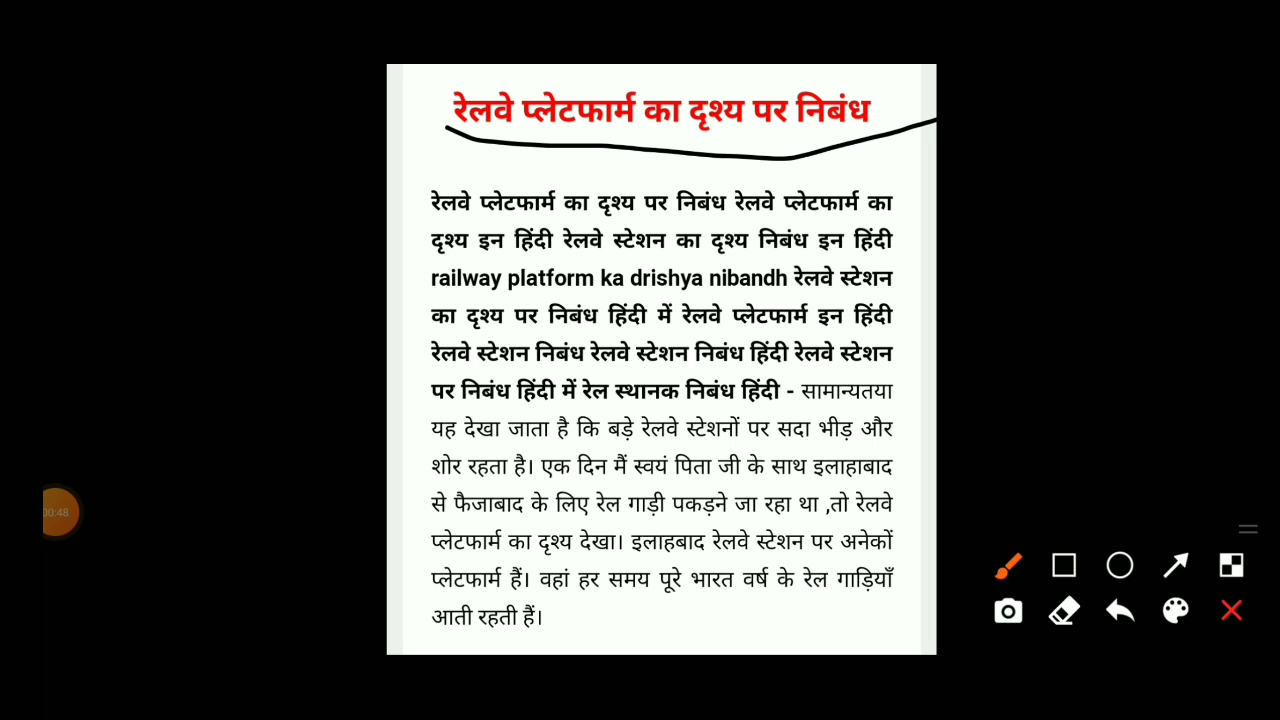 रेलवे प्लेटफार्म का दृश्य पर निबंध
रेलवे प्लेटफार्म का दृश्य पर निबंध रेलवे प्लेटफार्म का
दृश्य इन हिंदी रेलवे स्टेशन का दृश्य निबंध इन हिंदी
railway platform ka drishya nibandh रेलवे स्टेशन
का दृश्य पर निबंध हिंदी में रेलवे प्लेटफार्म इन हिंदी
रेलवे स्टेशन निबंध रेलवे स्टेशन निबंध हिंदी रेलवे स्टेशन
पर निबंध हिंदी में रेल स्थानक निबंध हिंदी - सामान्यतया
यह देखा जाता है कि बड़े रेलवे स्टेशनों पर सदा भीड़ और
शोर रहता है। एक दिन मैं स्वयं पिता जी के साथ इलाहाबाद
से फैजाबाद के लिए रेल गाड़ी पकड़ने जा रहा था ,तो रेलवे
प्लेटफार्म का दृश्य देखा। इलाहबाद रेलवे स्टेशन पर अनेकों
प्लेटफार्म हैं। वहां हर समय पूरे भारत वर्ष के रेल गाड़ियाँ
आती रहती हैं।
00:48